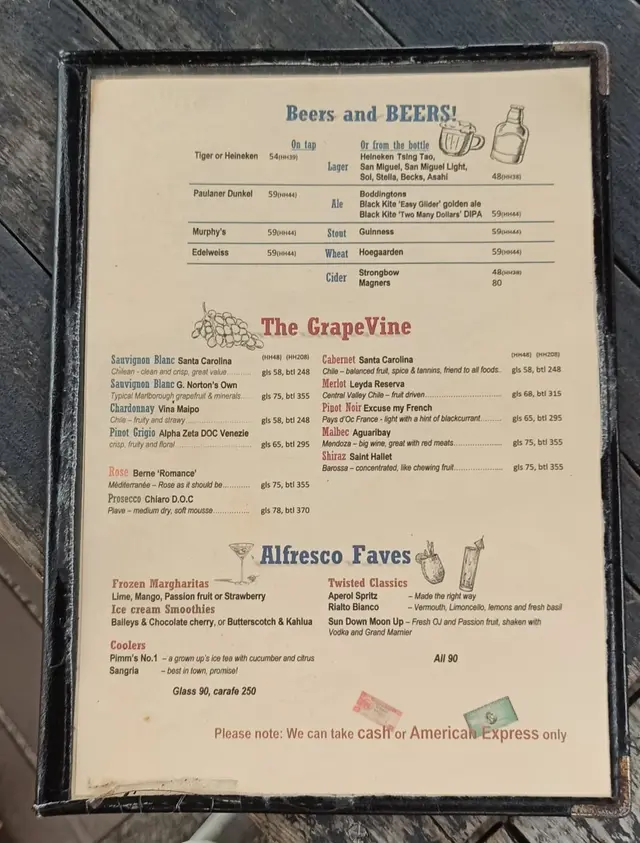 Beers and BEERS!
On tap Or from the bottle
Tiger or Heineken 54(HH39) Lager Heineken Tsing Tao,
San Miguel, San Miguel Light,
Sol, Stella, Becks, Asahi 48(HH38)
Paulaner Dunkel 59(HH44) Ale Boddingtons
Black Kite 'Easy Glider' golden ale
Black Kite 'Two Many Dollars' DIPA 59(HH44)
Murphy's 59(HH44) Stout Guinness 59(HH44)
Edelweiss 59(HH44) Wheat Hoegaarden 59(HH44)
Cider Strongbow 48(HH38)
Magners 80
The GrapeVine
Sauvignon Blanc Santa Carolina (HH48) (HH208)
Chilean - clean and crisp, great value ......... gls 58, btl 248
Sauvignon Blanc G. Norton's Own
Typical Marlborough grapefruit & minerals.... gls 75, btl 355
Chardonnay Vina Maipo
Chile – fruity and strawy ........................ gls 58, btl 248
Pinot Grigio Alpha Zeta DOC Venezie
crisp, fruity and floral ............................ gls 65, btl 295
Rose Berne 'Romance'
Méditerranée – Rose as it should be........... gls 75, btl 355
Prosecco Chiaro D.O.C
Piave – medium dry, soft mousse................ gls 78, btl 370
Cabernet Santa Carolina (HH48) (HH208)
Chile – balanced fruit, spice & tannins, friend to all foods. gls 58, btl 248
Merlot Leyda Reserva
Central Valley Chile – fruit driven..................... gls 68, btl 315
Pinot Noir Excuse my French
Pays d'Oc France - light with a hint of blackcurrant...... gls 65, btl 295
Malbec Aguaribay
Mendoza – big wine, great with red meats................ gls 75, btl 355
Shiraz Saint Hallet
Barossa – concentrated, like chewing fruit................. gls 75, btl 355
Alfresco Faves
Frozen Margharitas
Lime, Mango, Passion fruit or Strawberry
Ice cream Smoothies
Baileys & Chocolate cherry, or Butterscotch & Kahlua
Coolers
Pimm's No.1 – a grown up's ice tea with cucumber and citrus
Sangria – best in town, promise!
Glass 90, carafe 250
Twisted Classics
Aperol Spritz – Made the right way
Rialto Bianco – Vermouth, Limoncello, lemons and fresh basil
Sun Down Moon Up – Fresh OJ and Passion fruit, shaken with
Vodka and Grand Marnier
All 90
Please note: We can take cash or American Express only